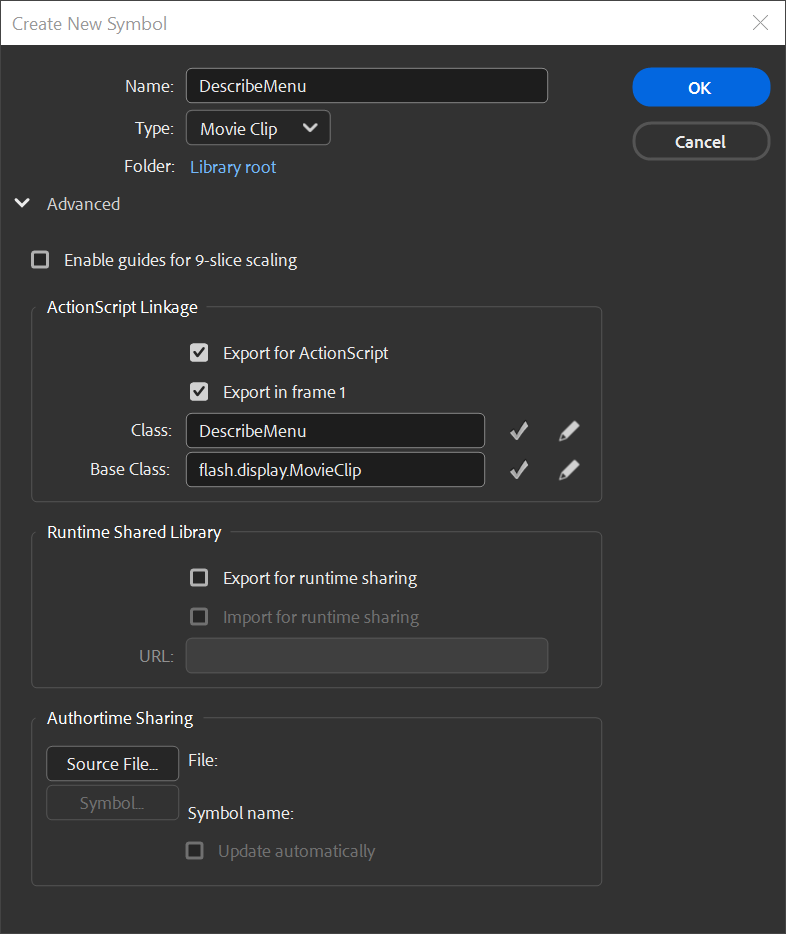 Create New Symbol
Name: DescribeMenu
OK
Type: Movie Clip
Cancel
Folder: Library root
Advanced
Enable guides for 9-slice scaling
ActionScript Linkage
Export for ActionScript
Export in frame 1
Class: DescribeMenu
Base Class: flash.display.MovieClip
Runtime Shared Library
Export for runtime sharing
Import for runtime sharing
URL:
Authortime Sharing
Source File... File:
Symbol...
Symbol name:
Update automatically